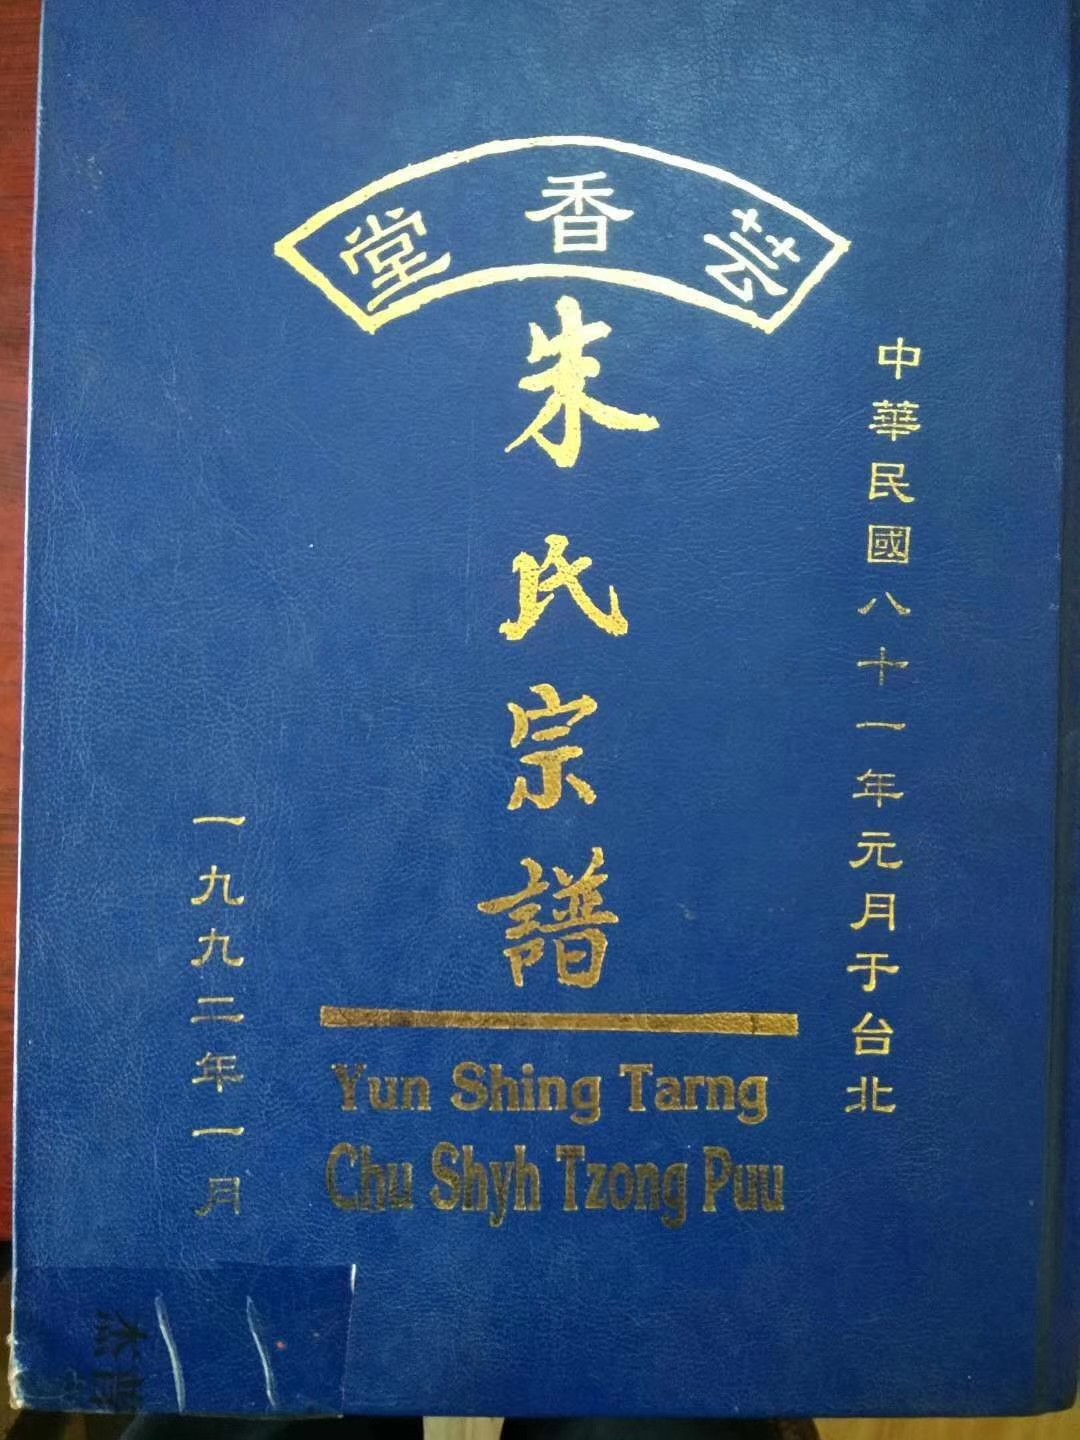 芸香堂
中華民國八十一年元月于台北
朱氏宗譜
一九九二年一月
Yun Shing Tarng
Chu Shyh Tzong Puu